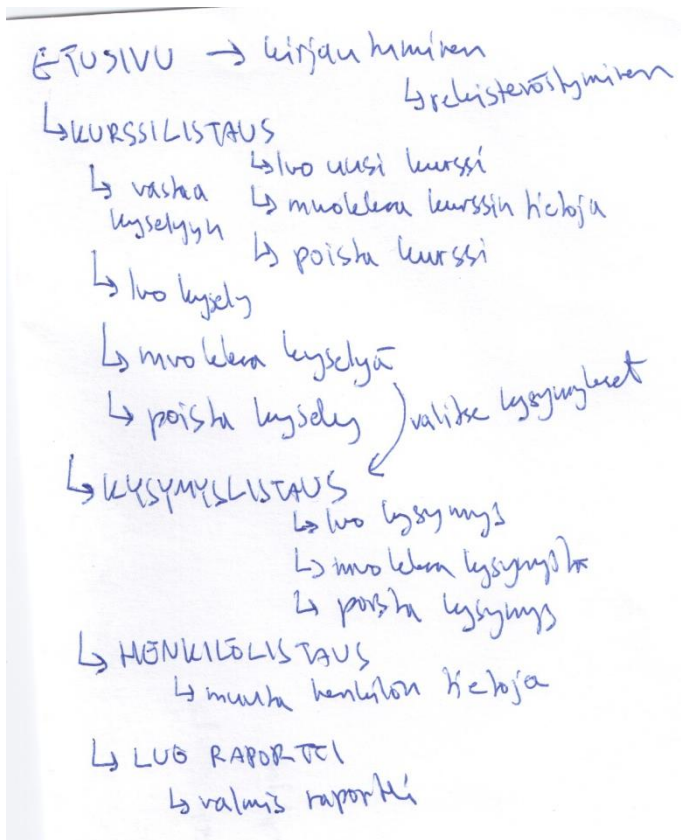 ETUSIVU → kirjautuminen
↳ rekisteröityminen
↳ KURSSILISTAUS
↳ luo uusi kurssi
↳ vastaa ↳ muokkaa kurssin tietoja
kyselyyn
↳ poista kurssi
↳ luo kysely
↳ muokkaa kyselyä
↳ poista kysely valitse kysymykset
↳ KYSYMYSLISTAUS
↳ luo kysymys
↳ muokkaa kysymystä
↳ poista kysymys
↳ HENKILÖLISTAUS
↳ muuta henkilön tietoja
↳ LUO RAPORTTI
↳ valmis raportti